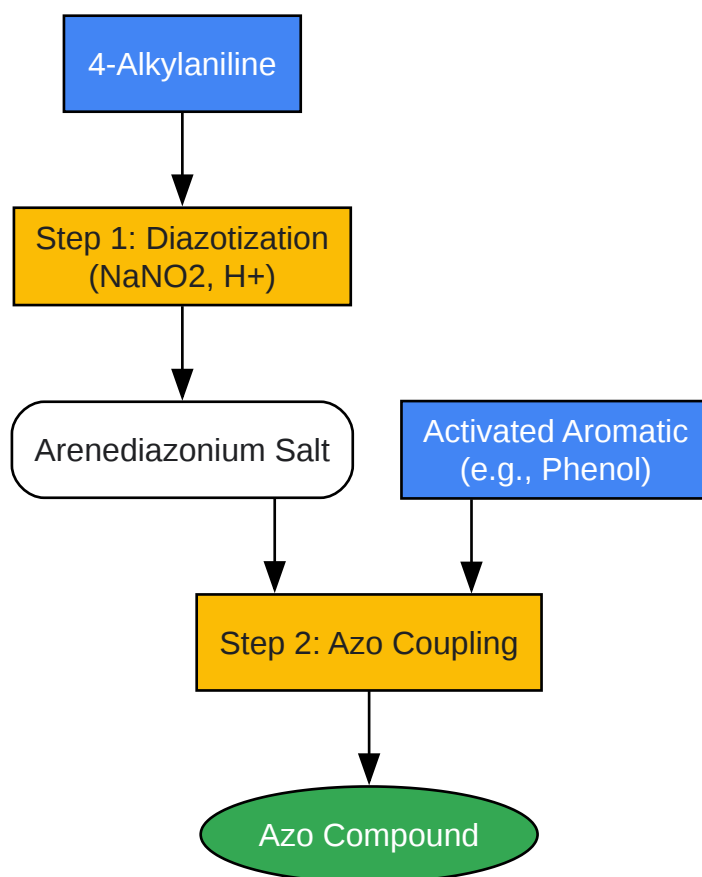 4-Alkylaniline
Step 1: Diazotization
(NaNO2, H+)
Arenediazonium Salt
Activated Aromatic
(e.g., Phenol)
Step 2: Azo Coupling
Azo Compound